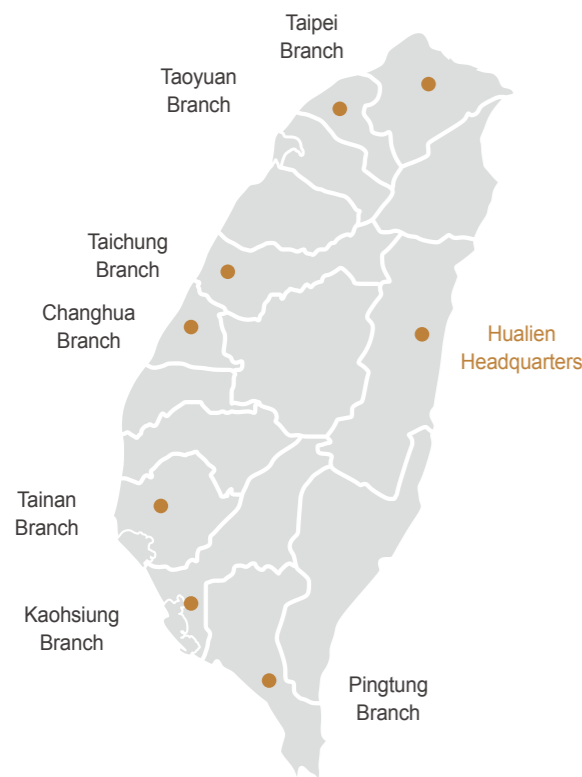 Taipei
Branch
Taoyuan
Branch
Taichung
Branch
Changhua
Branch
Hualien
Headquarters
Tainan
Branch
Kaohsiung
Branch
Pingtung
Branch